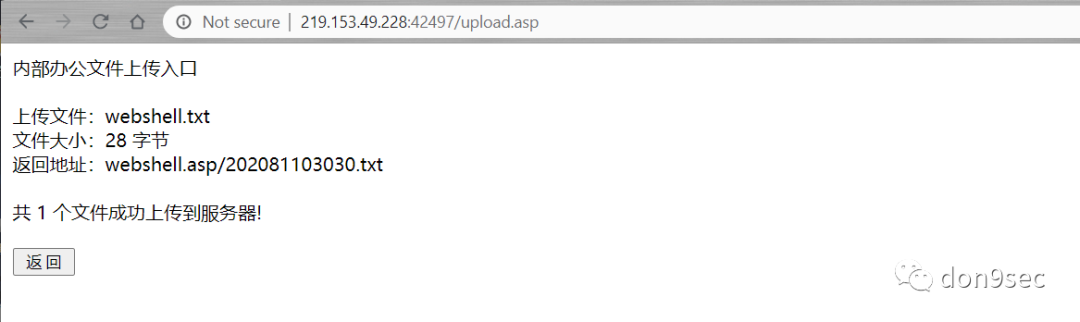 Not secure | 219.153.49.228:42497/upload.asp
内部办公文件上传入口
上传文件：webshell.txt
文件大小：28 字节
返回地址：webshell.asp/202081103030.txt
共 1 个文件成功上传到服务器!
返 回
don9sec